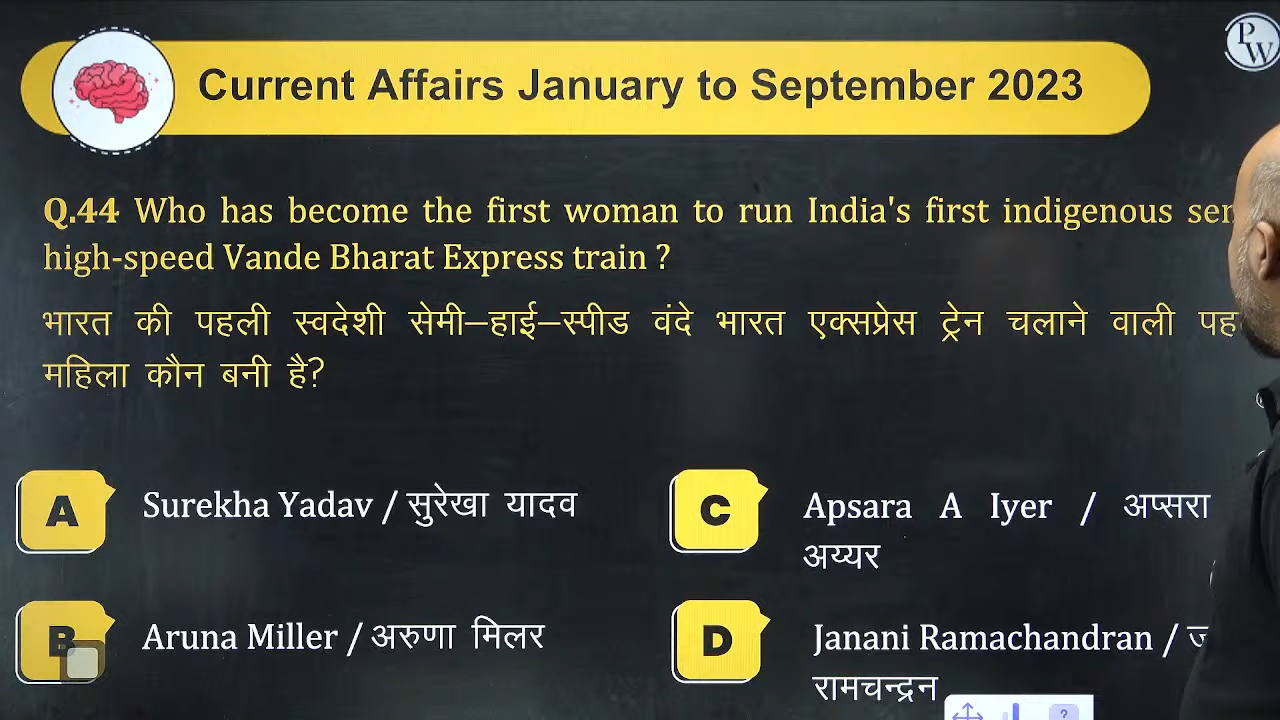 PW
Current Affairs January to September 2023
Q.44 Who has become the first woman to run India's first indigenous
high-speed Vande Bharat Express train ?
भारत की पहली स्वदेशी सेमी–हाई–स्पीड वंदे भारत एक्सप्रेस ट्रेन चलाने वाली
महिला कौन बनी है?
A Surekha Yadav / सुरेखा यादव
C Apsara A Iyer / अप्सरा
अय्यर
B Aruna Miller / अरुणा मिलर
D Janani Ramachandran /
रामचन्द्रन
?